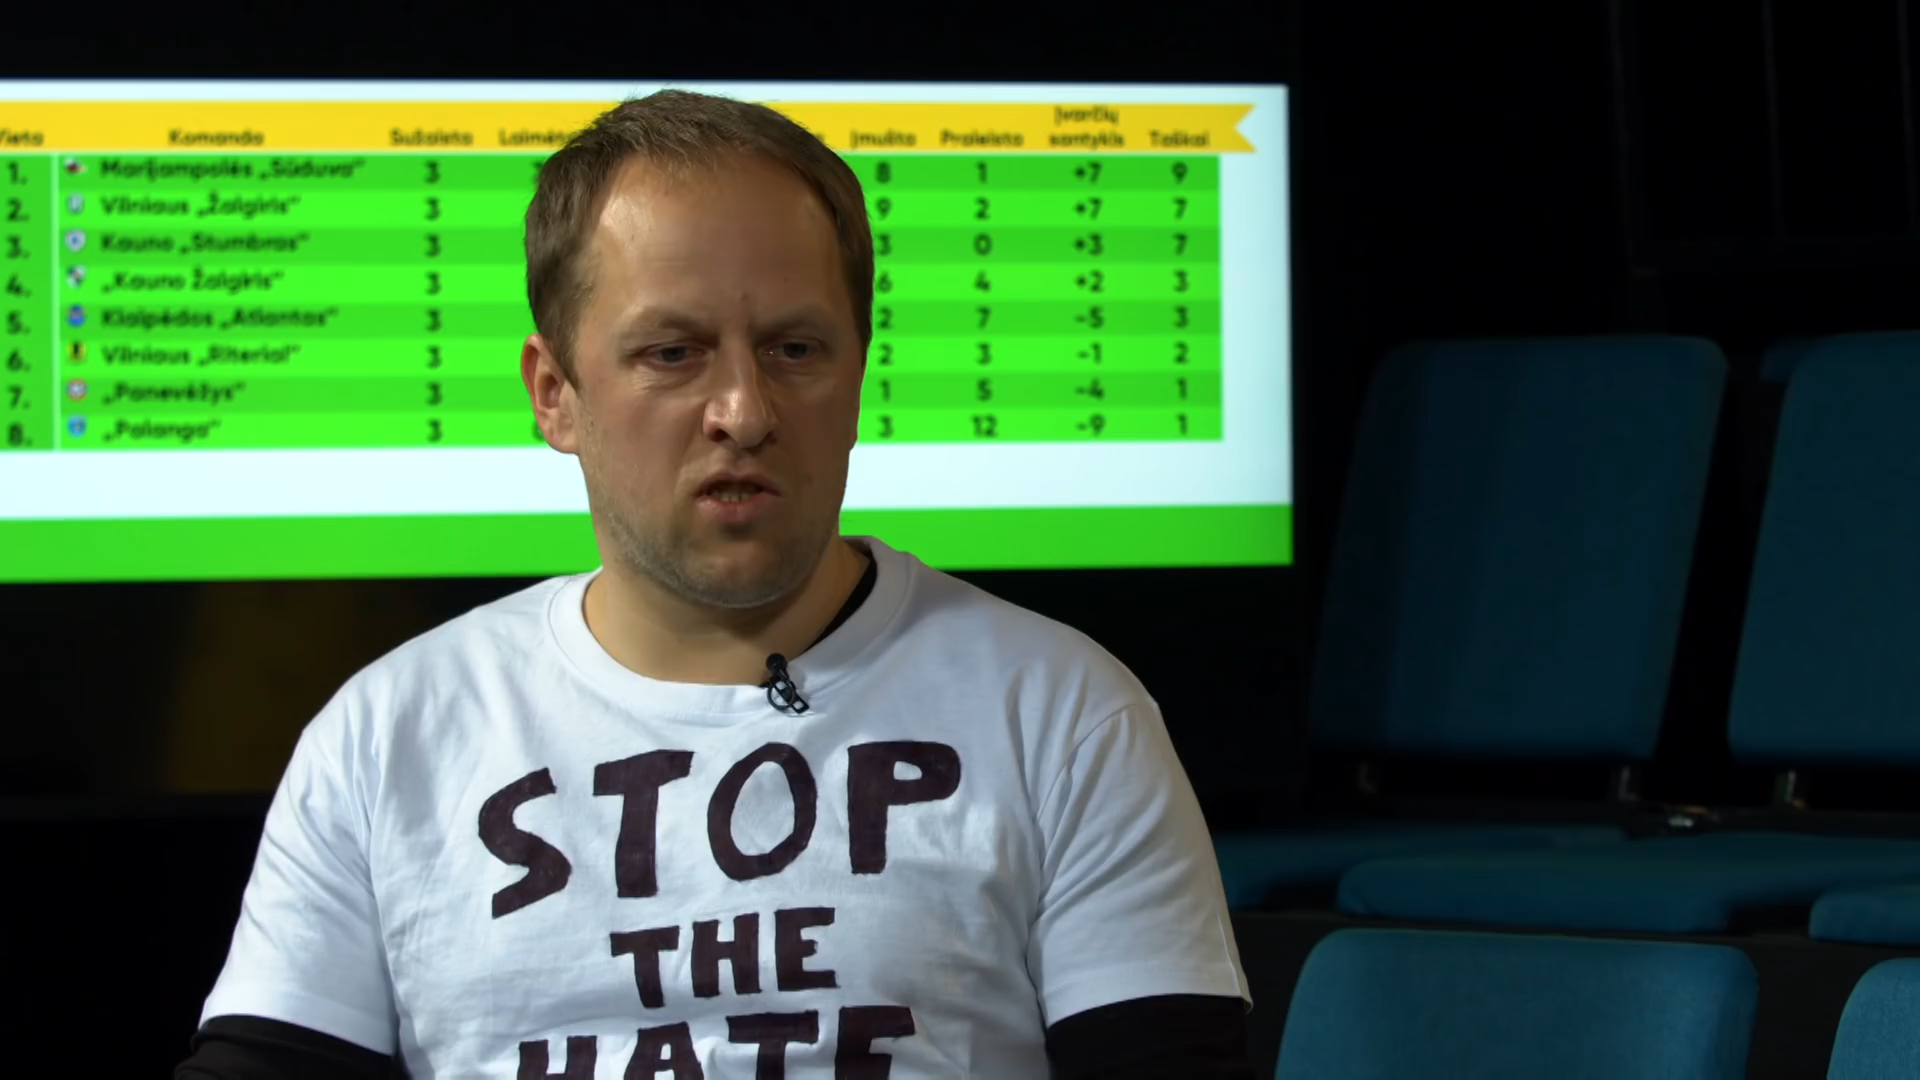 Vieta Komanda Sužaista Įmušta Praleista Įvarčių santykis Taškai
1. Marijampolės „Sūduva“ 3 8 1 +7 9
2. Vilniaus „Žalgiris“ 3 9 2 +7 7
3. Kauno „Stumbras“ 3 3 0 +3 7
4. „Kauno Žalgiris“ 3 6 4 +2 3
5. Klaipėdos „Atlantas“ 3 2 7 -5 3
6. Vilniaus „Riteriai“ 3 2 3 -1 2
7. „Panevėžys“ 3 1 5 -4 1
8. „Palanga“ 3 3 12 -9 1
STOP
THE
HATE